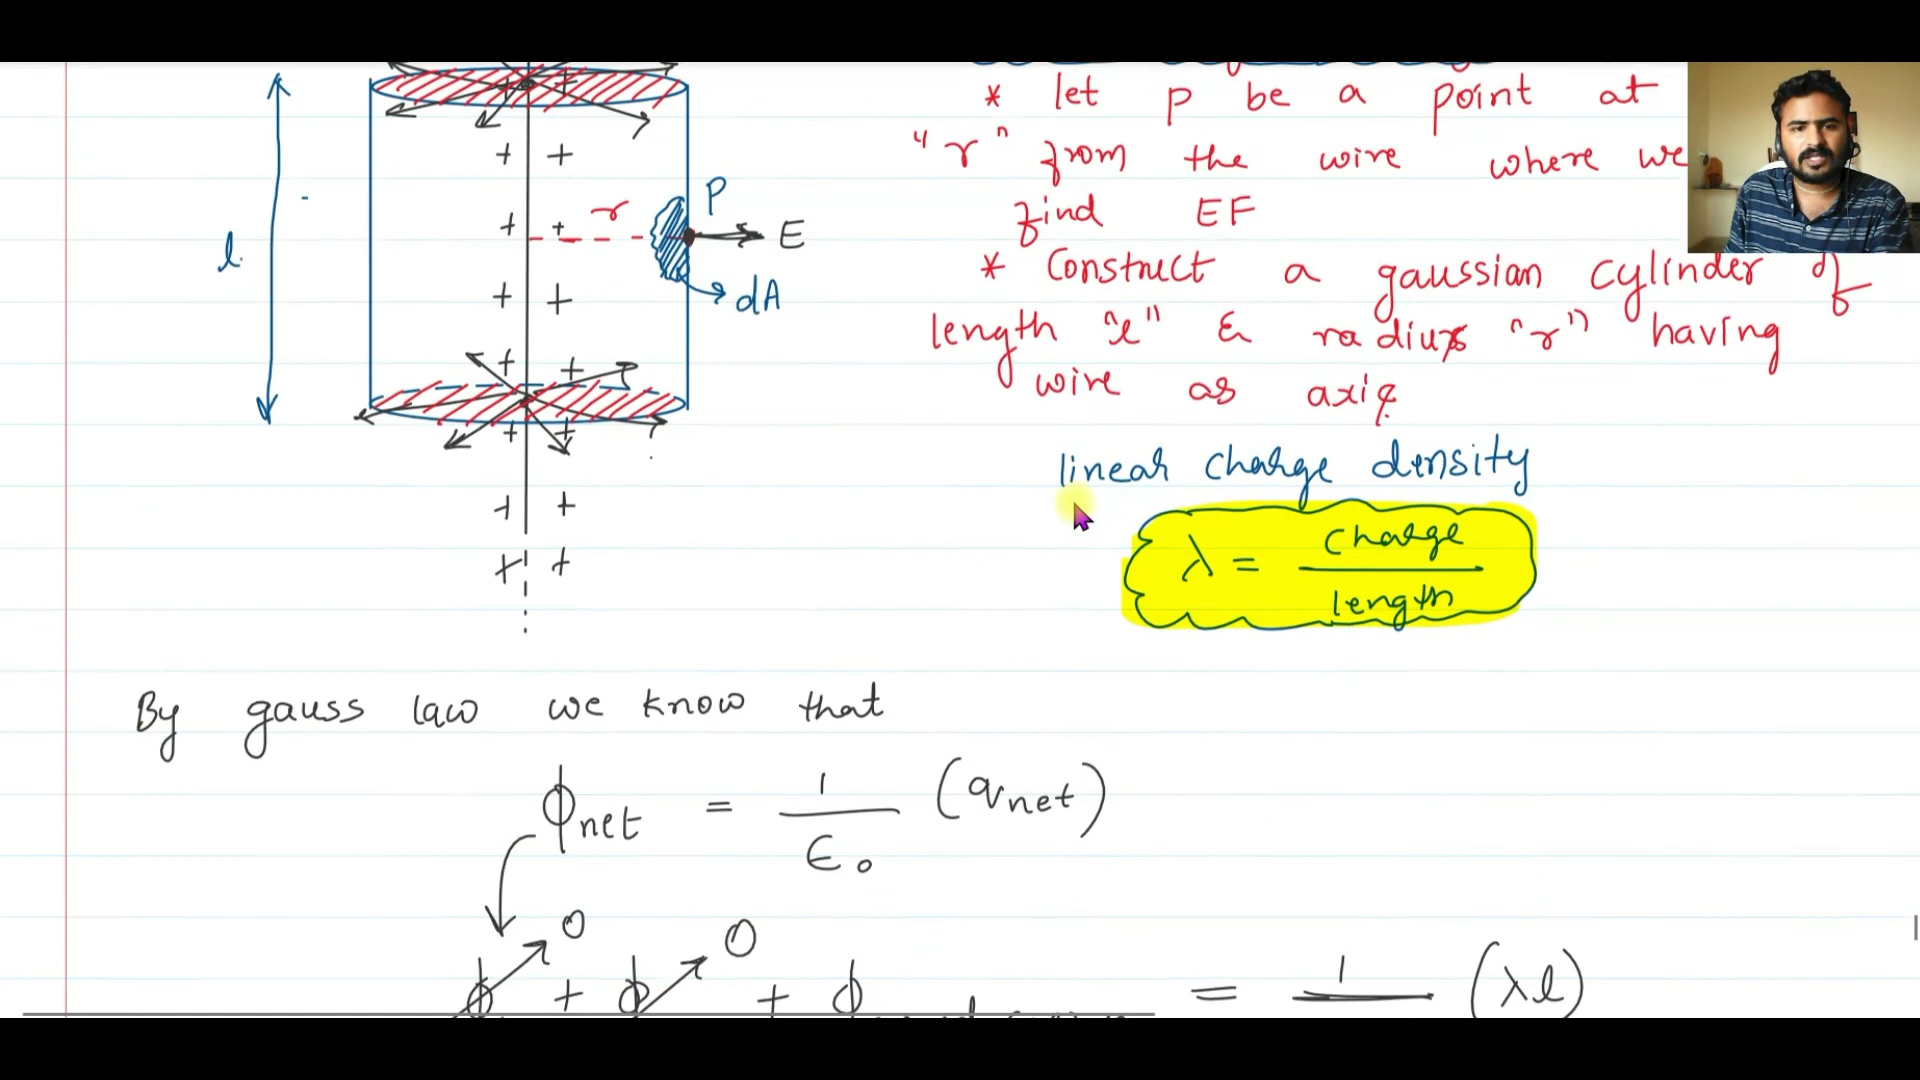 * let p be a point at
"r" from the wire where we
find EF
* Construct a gaussian cylinder of
length "l" & radius "r" having
wire as axis
linear charge density
λ = charge / length
l
r
P
E
dA
By gauss law we know that
ϕnet = 1/ϵ₀ (qnet)
0 0
ϕ + ϕ + ϕ = 1 (λl)